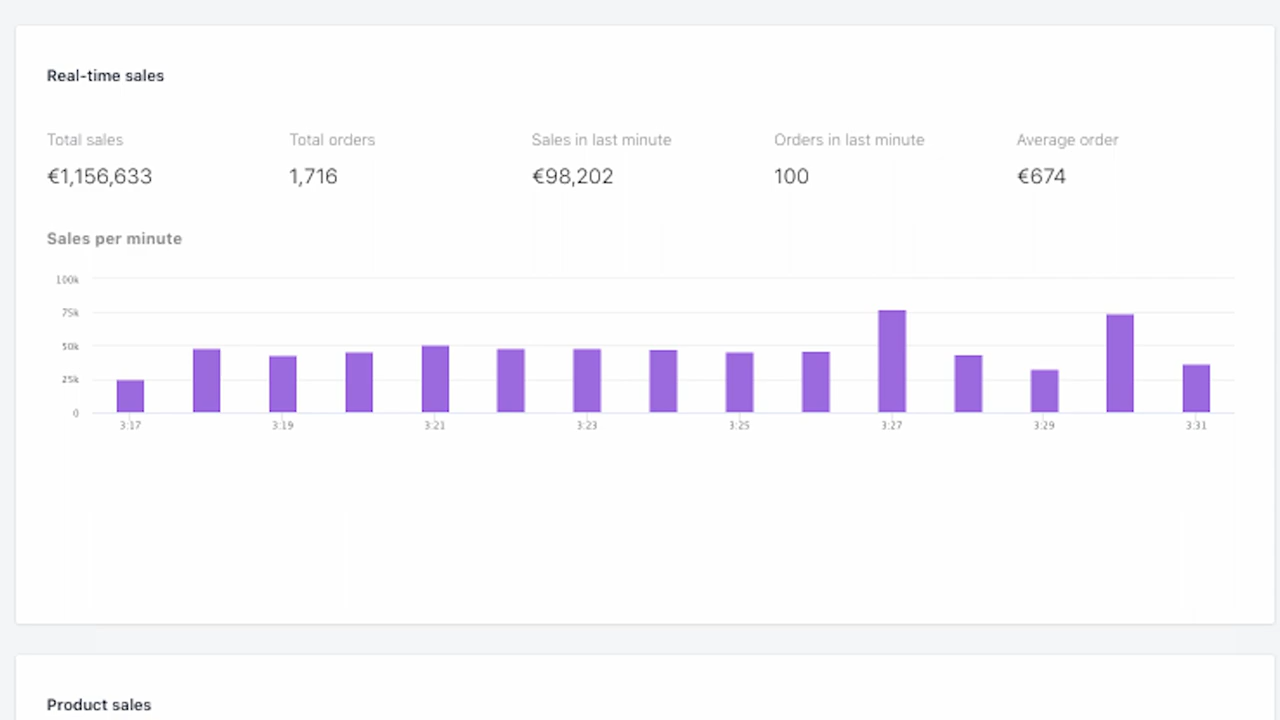 Real-time sales
Total sales Total orders Sales in last minute Orders in last minute Average order
€1,156,633 1,716 €98,202 100 €674
Sales per minute
100k
75k
50k
25k
0
3:17 3:19 3:21 3:23 3:25 3:27 3:29 3:31
Product sales